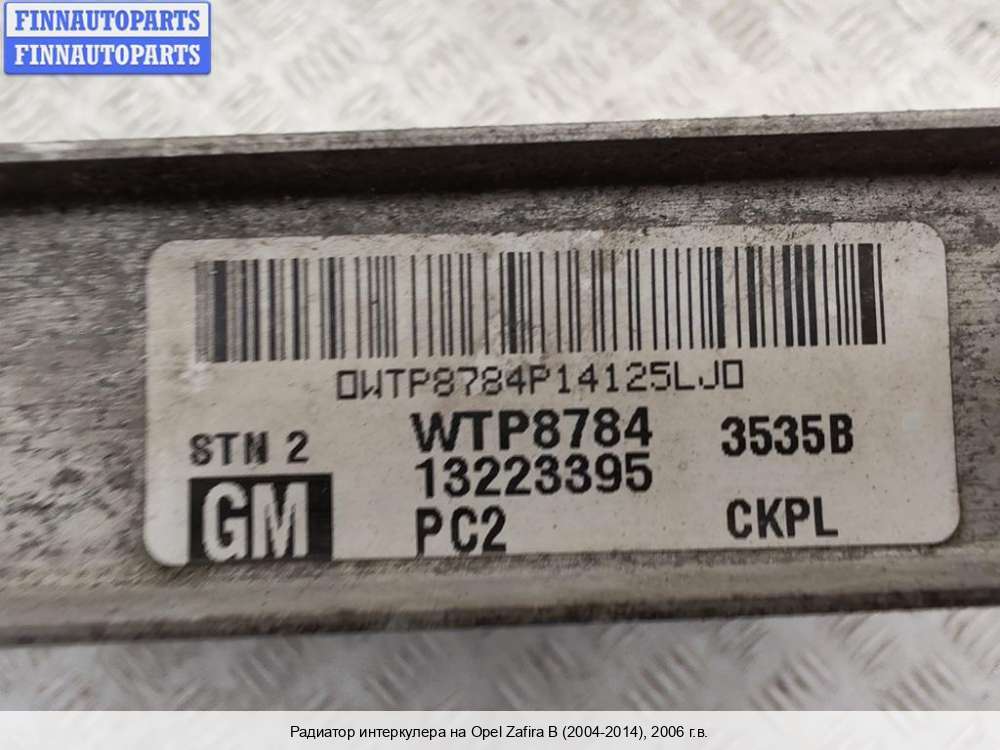 FINNAUTOPARTS
FINNAUTOPARTS
0WTP8784P14125LJ0
STN 2
WTP8784
3535B
13223395
GM
PC2
CKPL
Радиатор интеркулера на Opel Zafira B (2004-2014), 2006 г.в.